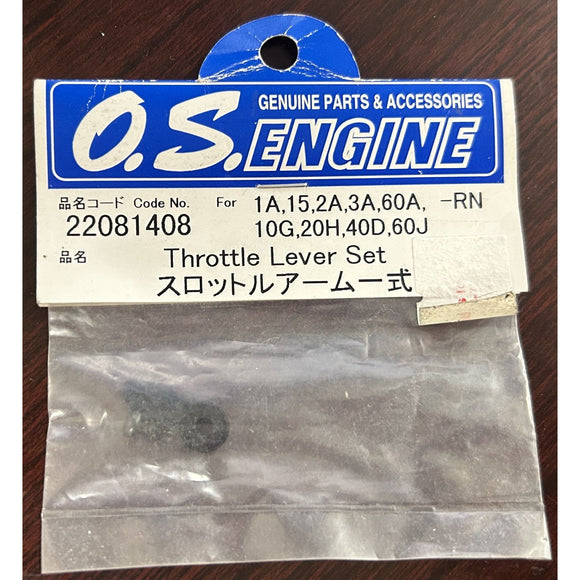 GENUINE PARTS & ACCESSORIES
O.S.ENGINE
品名コード Code No. For 1A,15,2A,3A,60A, -RN
22081408 10G,20H,40D,60J
品名 Throttle Lever Set
スロットルアーム一式